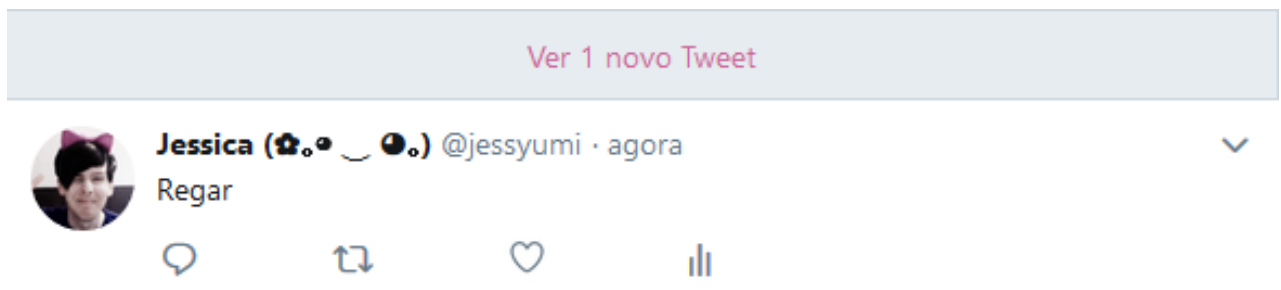 Ver 1 novo Tweet
Jessica (✿｡◕ ‿ ◕｡) @jessyumi · agora
Regar